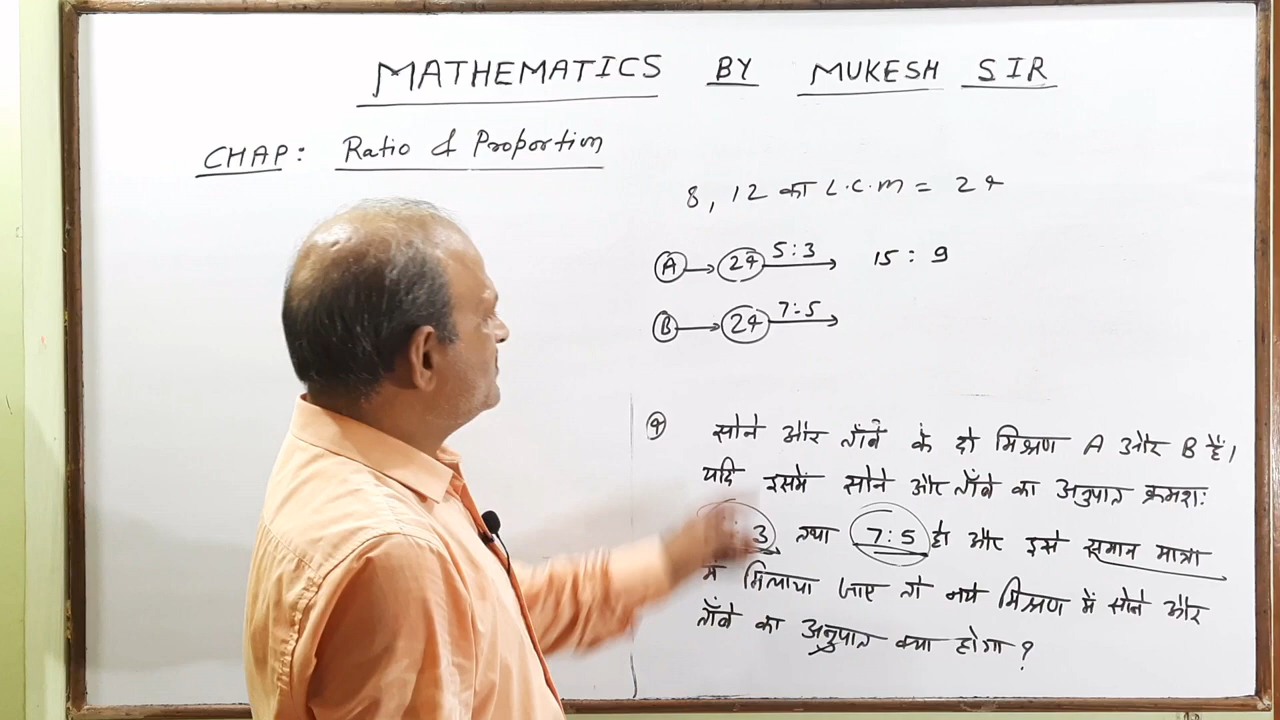 MATHEMATICS BY MUKESH SIR
CHAP: Ratio & Proportion
8, 12 का L.C.M = 24
A → 24 5:3 → 15 : 9
B → 24 7:5 →
Q सोने और ताँबे के दो मिश्रण A और B हैं।
यदि इसमें सोने और ताँबे का अनुपात क्रमशः
3 तथा 7:5 हो और इसे समान मात्रा
में मिलाया जाए तो नये मिश्रण में सोने और
ताँबे का अनुपात क्या होगा?